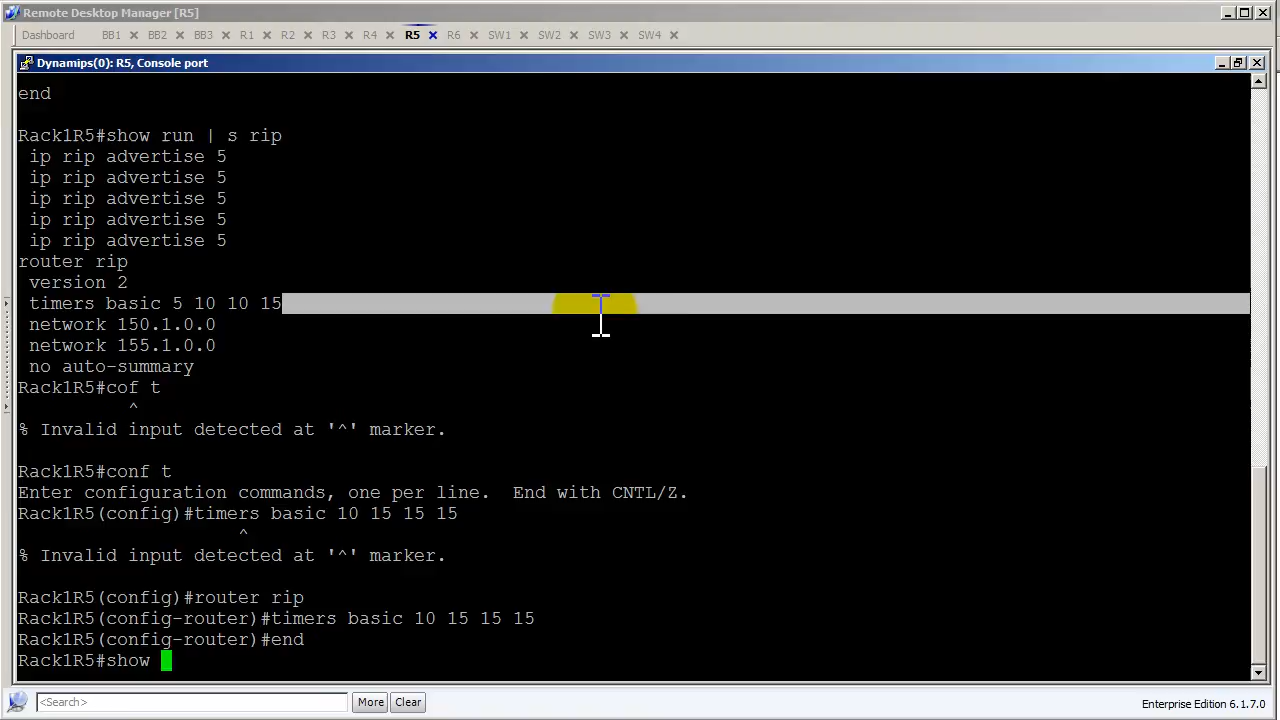 Remote Desktop Manager [R5]
Dashboard BB1 BB2 BB3 R1 R2 R3 R4 R5 R6 SW1 SW2 SW3 SW4
Dynamips(0): R5, Console port
end
Rack1R5#show run | s rip
ip rip advertise 5
ip rip advertise 5
ip rip advertise 5
ip rip advertise 5
ip rip advertise 5
router rip
version 2
timers basic 5 10 10 15
network 150.1.0.0
network 155.1.0.0
no auto-summary
Rack1R5#cof t
^
% Invalid input detected at '^' marker.
Rack1R5#conf t
Enter configuration commands, one per line. End with CNTL/Z.
Rack1R5(config)#timers basic 10 15 15 15
^
% Invalid input detected at '^' marker.
Rack1R5(config)#router rip
Rack1R5(config-router)#timers basic 10 15 15 15
Rack1R5(config-router)#end
Rack1R5#show
<Search> More Clear
Enterprise Edition 6.1.7.0